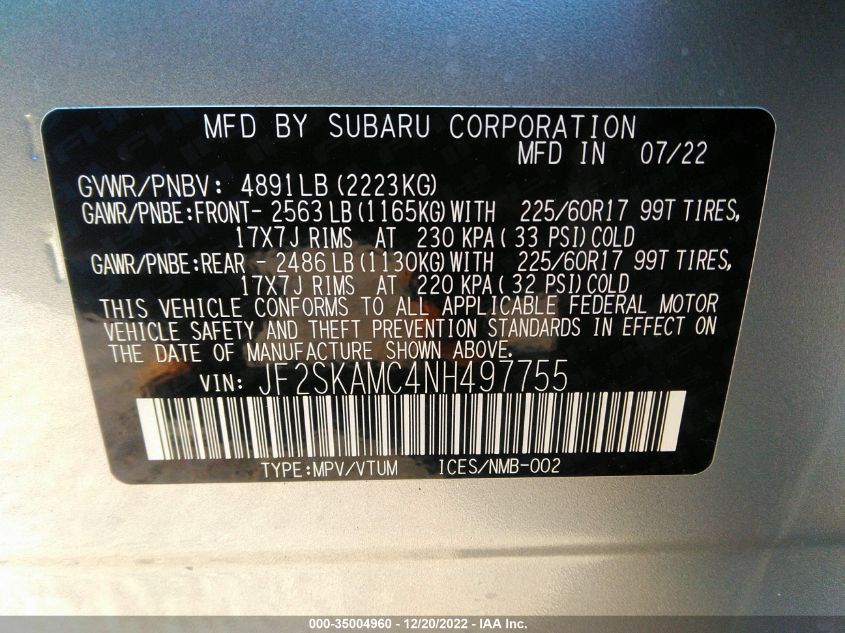 MFD BY SUBARU CORPORATION
MFD IN 07/22
GVWR/PNBV: 4891LB (2223KG)
GAWR/PNBE:FRONT- 2563 LB (1165KG) WITH 225/60R17 99T TIRES,
17X7J RIMS AT 230 KPA ( 33 PSI) COLD
GAWR/PNBE:REAR - 2486 LB (1130KG) WITH 225/60R17 99T TIRES,
17X7J RIMS AT 220 KPA ( 32 PSI) COLD
THIS VEHICLE CONFORMS TO ALL APPLICABLE FEDERAL MOTOR
VEHICLE SAFETY AND THEFT PREVENTION STANDARDS IN EFFECT ON
THE DATE OF MANUFACTURE SHOWN ABOVE.
VIN: JF2SKAMC4NH497755
TYPE:MPV/VTUM ICES/NMB-002
000-35004960 - 12/20/2022 - IAA Inc.